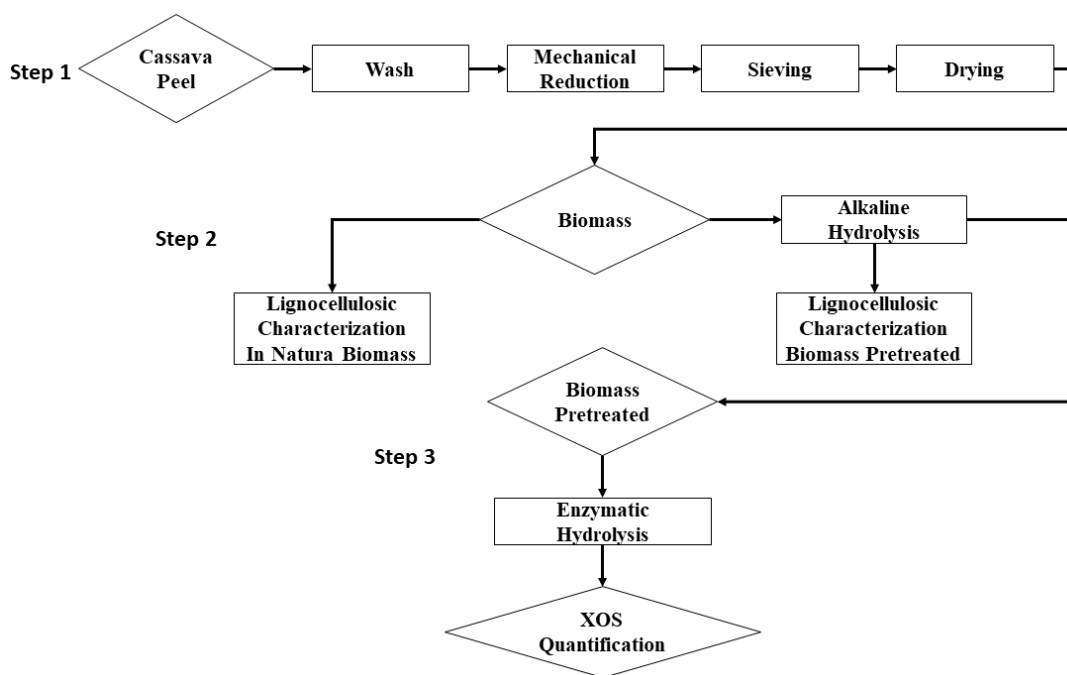 Step 1
Cassava
Peel
Wash
Mechanical
Reduction
Sieving
Drying
Step 2
Biomass
Alkaline
Hydrolysis
Lignocellulosic
Characterization
In Natura Biomass
Lignocellulosic
Characterization
Biomass Pretreated
Step 3
Biomass
Pretreated
Enzymatic
Hydrolysis
XOS
Quantification